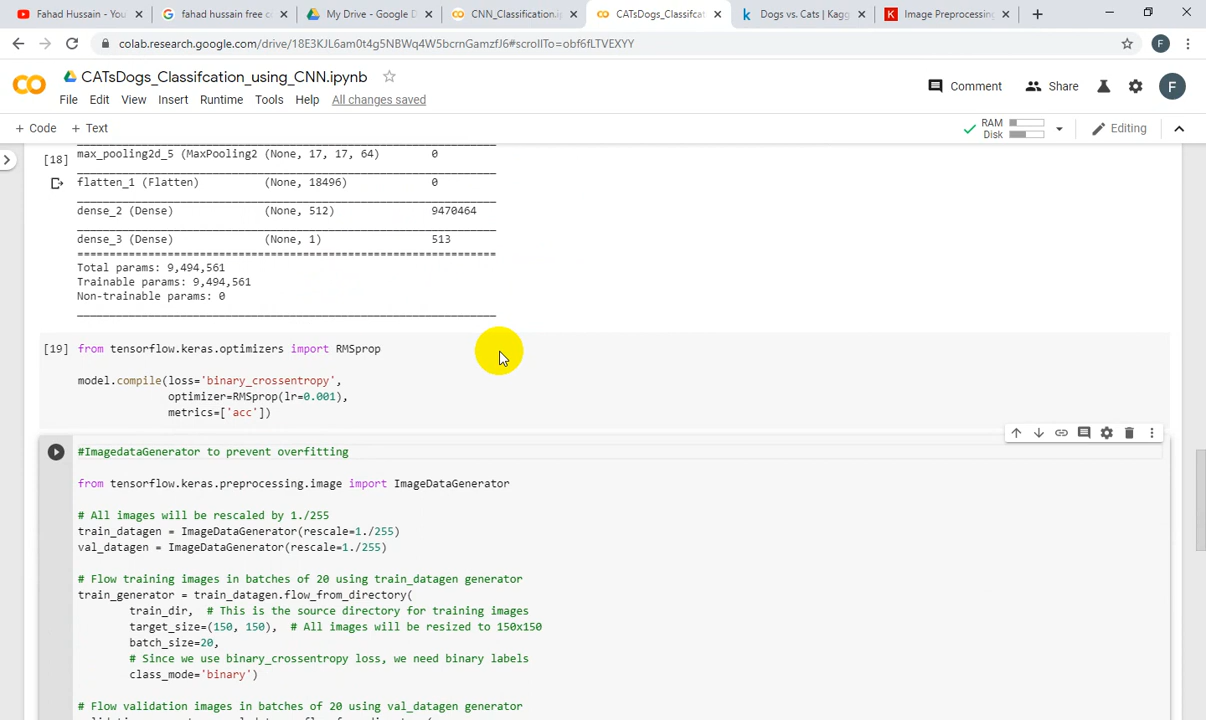 Fahad Hussain - You
fahad hussain free c
My Drive - Google D
CNN_Classification.i
CATsDogs_Classifcat
Dogs vs. Cats | Kagg
Image Preprocessing
colab.research.google.com/drive/18E3KJL6am0t4g5NBWq4W5bcrnGamzfJ6#scrollTo=obf6fLTVEXYY
F
CO
CATsDogs_Classifcation_using_CNN.ipynb
Comment
Share
F
File Edit View Insert Runtime Tools Help All changes saved
+ Code + Text
RAM
Disk
Editing
[18]
max_pooling2d_5 (MaxPooling2 (None, 17, 17, 64) 0
flatten_1 (Flatten) (None, 18496) 0
dense_2 (Dense) (None, 512) 9470464
dense_3 (Dense) (None, 1) 513
Total params: 9,494,561
Trainable params: 9,494,561
Non-trainable params: 0
[19] from tensorflow.keras.optimizers import RMSprop
model.compile(loss='binary_crossentropy',
optimizer=RMSprop(lr=0.001),
metrics=['acc'])
#ImagedataGenerator to prevent overfitting
from tensorflow.keras.preprocessing.image import ImageDataGenerator
# All images will be rescaled by 1./255
train_datagen = ImageDataGenerator(rescale=1./255)
val_datagen = ImageDataGenerator(rescale=1./255)
# Flow training images in batches of 20 using train_datagen generator
train_generator = train_datagen.flow_from_directory(
train_dir, # This is the source directory for training images
target_size=(150, 150), # All images will be resized to 150x150
batch_size=20,
# Since we use binary_crossentropy loss, we need binary labels
class_mode='binary')
# Flow validation images in batches of 20 using val_datagen generator